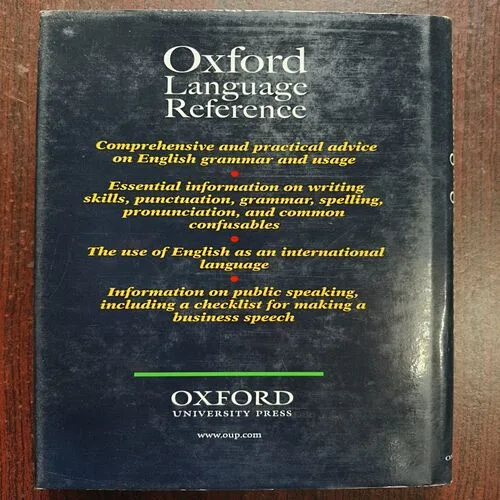 Oxford
Language
Reference
Comprehensive and practical advice
on English grammar and usage
Essential information on writing
skills, punctuation, grammar, spelling,
pronunciation, and common
confusables
The use of English as an international
language
Information on public speaking,
including a checklist for making a
business speech
OXFORD
UNIVERSITY PRESS
www.oup.com